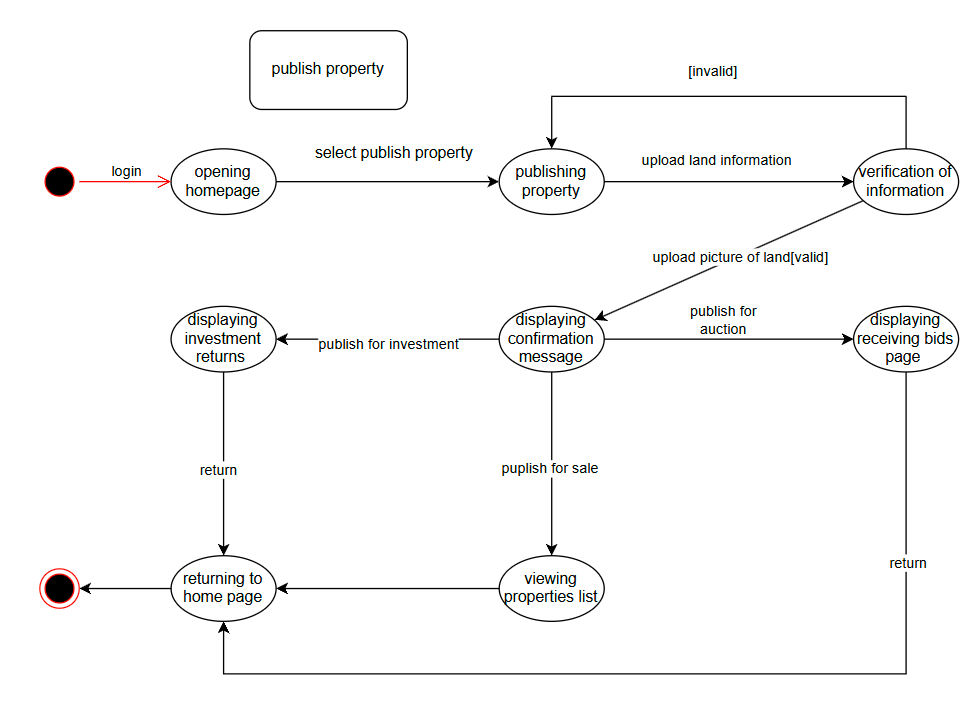 publish property
[invalid]
login
opening
homepage
select publish property
publishing
property
upload land information
verification of
information
upload picture of land[valid]
displaying
investment
returns
publish for investment
displaying
confirmation
message
publish for
auction
displaying
receiving bids
page
return
puplish for sale
return
returning to
home page
viewing
properties list